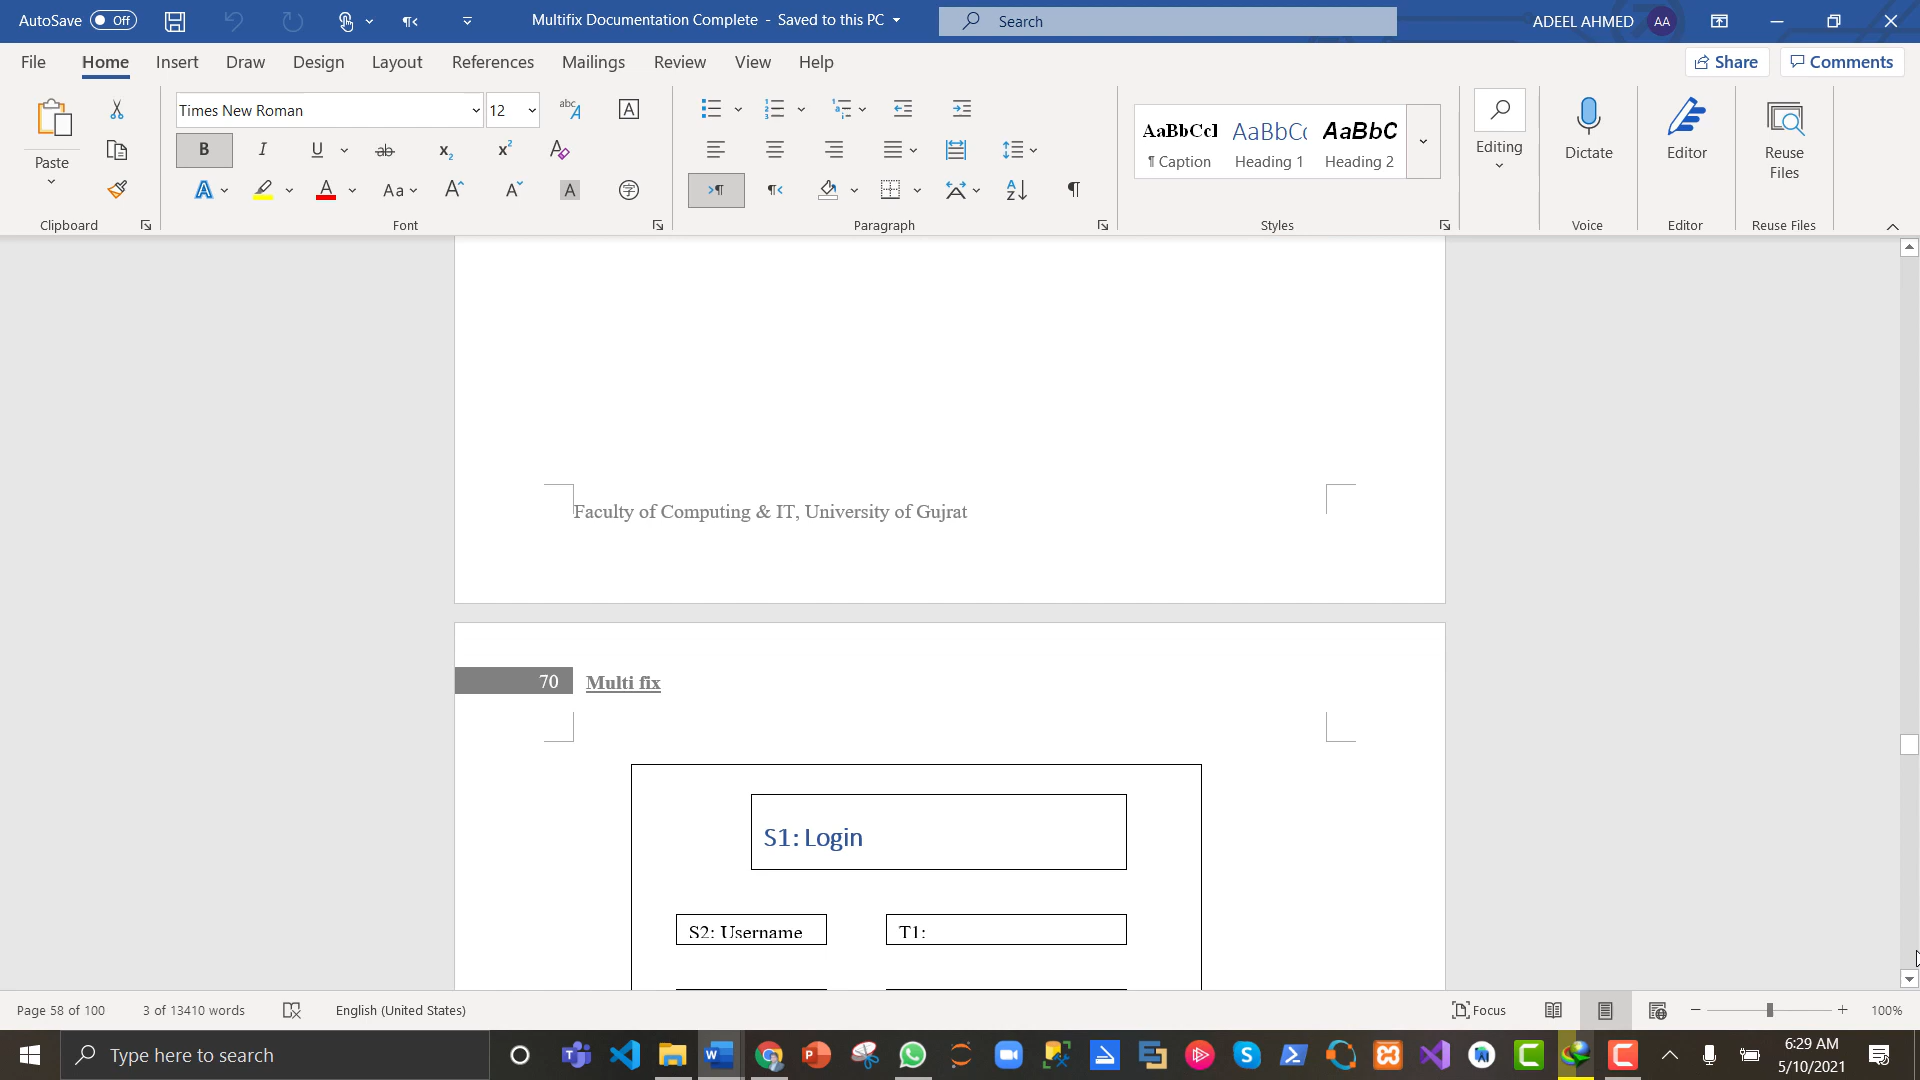 AutoSave Off
Multifix Documentation Complete - Saved to this PC
Search
ADEEL AHMED AA
File Home Insert Draw Design Layout References Mailings Review View Help
Share Comments
Paste
Clipboard
Times New Roman 12
B I U ab x₂ x²
A A Aa A A A 字
Font
Paragraph
AaBbCcI AaBbCc AaBbC
¶ Caption Heading 1 Heading 2
Styles
Editing
Dictate
Voice
Editor
Editor
Reuse
Files
Reuse Files
Faculty of Computing & IT, University of Gujrat
70 Multi fix
S1: Login
S2: Username T1:
Page 58 of 100 3 of 13410 words English (United States) Focus 100%
Type here to search
6:29 AM
5/10/2021